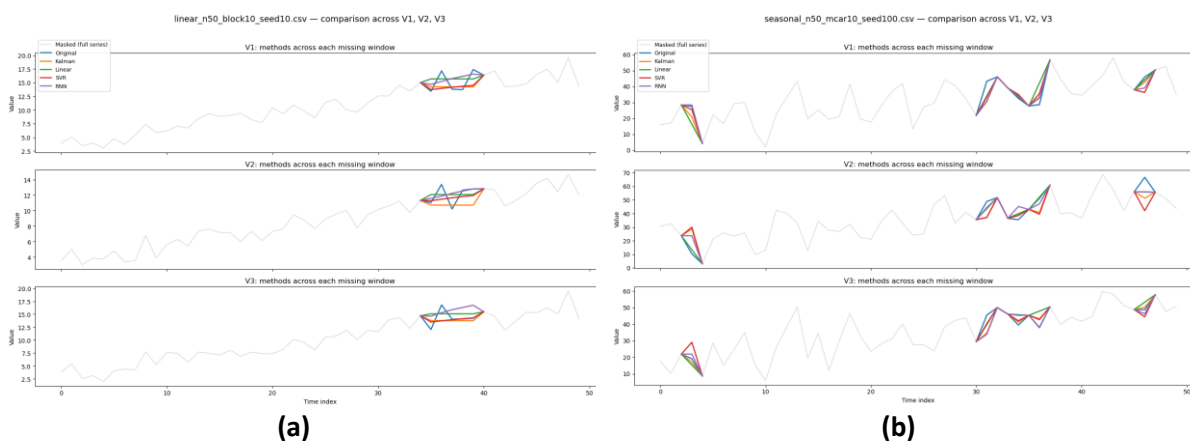 linear_n50_block10_seed10.csv — comparison across V1, V2, V3
V1: methods across each missing window
Masked (full series)
Original
Kalman
Linear
SVR
RNN
20.0
17.5
15.0
12.5
10.0
7.5
5.0
2.5
Value
V2: methods across each missing window
14
12
10
8
6
4
Value
V3: methods across each missing window
20.0
17.5
15.0
12.5
10.0
7.5
5.0
2.5
Value
0 10 20 30 40 50
Time index
(a)
seasonal_n50_mcar10_seed100.csv — comparison across V1, V2, V3
V1: methods across each missing window
Masked (full series)
Original
Kalman
Linear
SVR
RNN
60
50
40
30
20
10
0
Value
V2: methods across each missing window
70
60
50
40
30
20
10
0
Value
V3: methods across each missing window
60
50
40
30
20
10
Value
0 10 20 30 40 50
Time index
(b)